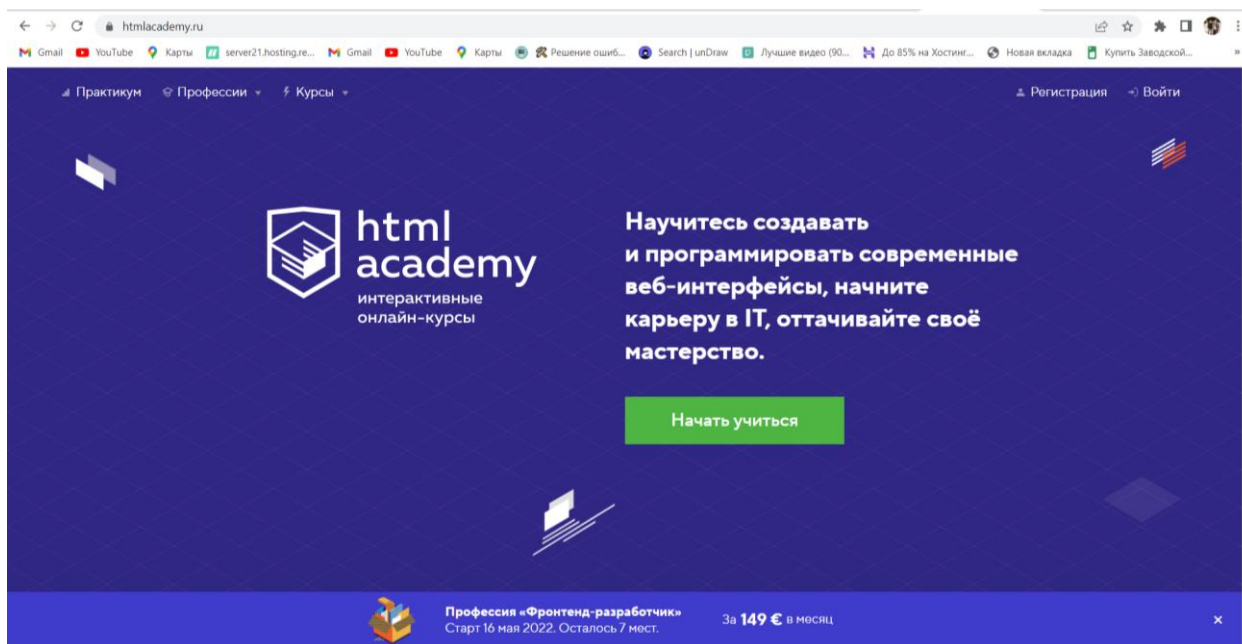 htmlacademy.ru
Gmail YouTube Карты server21.hosting.re... Gmail YouTube Карты Решение ошиб... Search | unDraw Лучшие видео (90... До 85% на Хостинг... Новая вкладка Купить Заводской... »
Практикум Профессии Курсы Регистрация Войти
html
academy
интерактивные
онлайн-курсы
Научитесь создавать
и программировать современные
веб-интерфейсы, начните
карьеру в IT, оттачивайте своё
мастерство.
Начать учиться
Профессия «Фронтенд-разработчик»
Старт 16 мая 2022. Осталось 7 мест.
За 149 € в месяц